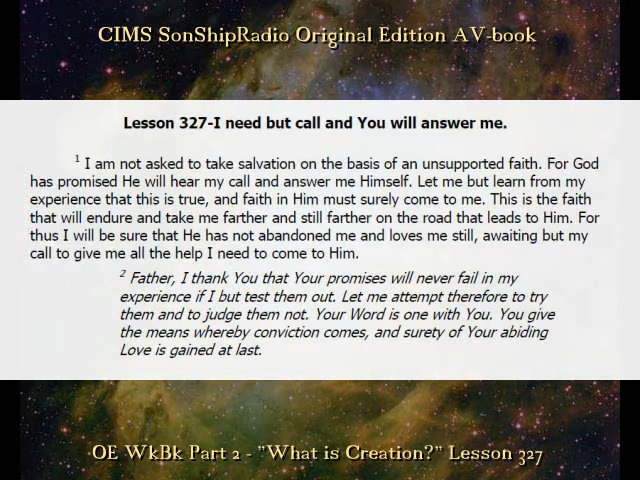 CIMS SonShipRadio Original Edition AV-book
Lesson 327-I need but call and You will answer me.
1 I am not asked to take salvation on the basis of an unsupported faith. For God
has promised He will hear my call and answer me Himself. Let me but learn from my
experience that this is true, and faith in Him must surely come to me. This is the faith
that will endure and take me farther and still farther on the road that leads to Him. For
thus I will be sure that He has not abandoned me and loves me still, awaiting but my
call to give me all the help I need to come to Him.
2 Father, I thank You that Your promises will never fail in my
experience if I but test them out. Let me attempt therefore to try
them and to judge them not. Your Word is one with You. You give
the means whereby conviction comes, and surety of Your abiding
Love is gained at last.
OE WkBk Part 2 - "What is Creation?" Lesson 327